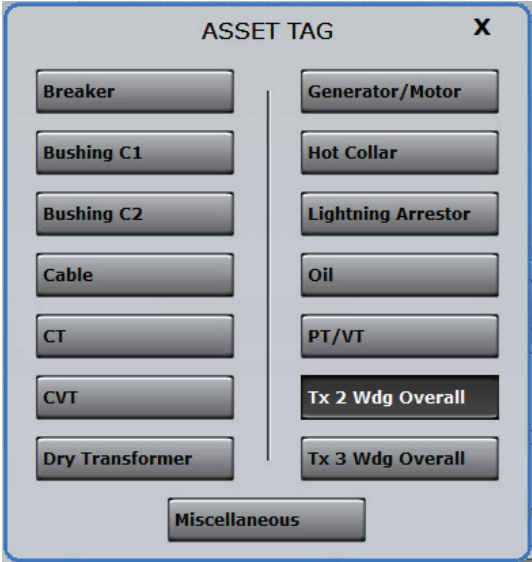 ASSET TAG X
Breaker
Generator/Motor
Bushing C1
Hot Collar
Bushing C2
Lightning Arrestor
Cable
Oil
CT
PT/VT
CVT
Tx 2 Wdg Overall
Dry Transformer
Tx 3 Wdg Overall
Miscellaneous